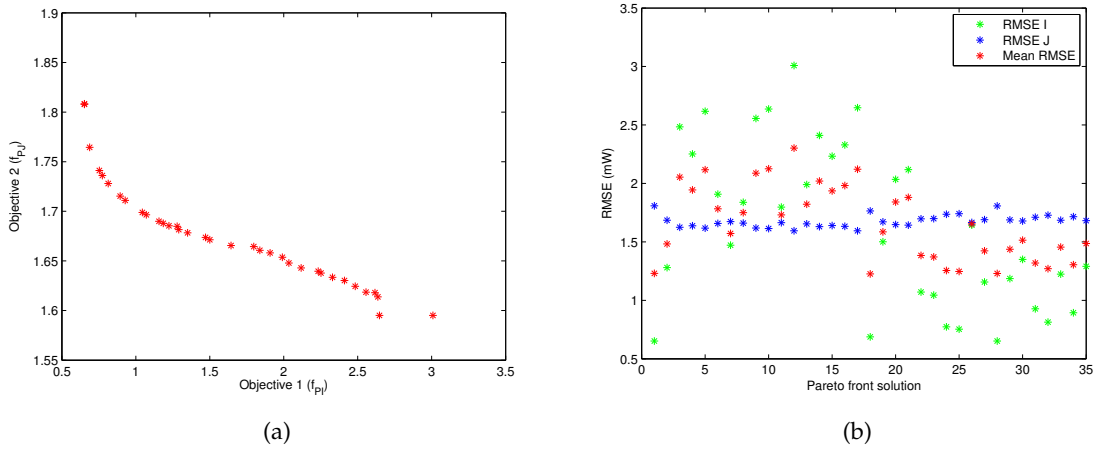 1.9
1.85
1.8
1.75
1.7
1.65
1.6
1.55
Objective 2 (f_PJ)
0.5 1 1.5 2 2.5 3 3.5
Objective 1 (f_PI)
(a)
3.5
3
2.5
2
1.5
1
0.5
RMSE (mW)
RMSE I
RMSE J
Mean RMSE
0 5 10 15 20 25 30 35
Pareto front solution
(b)